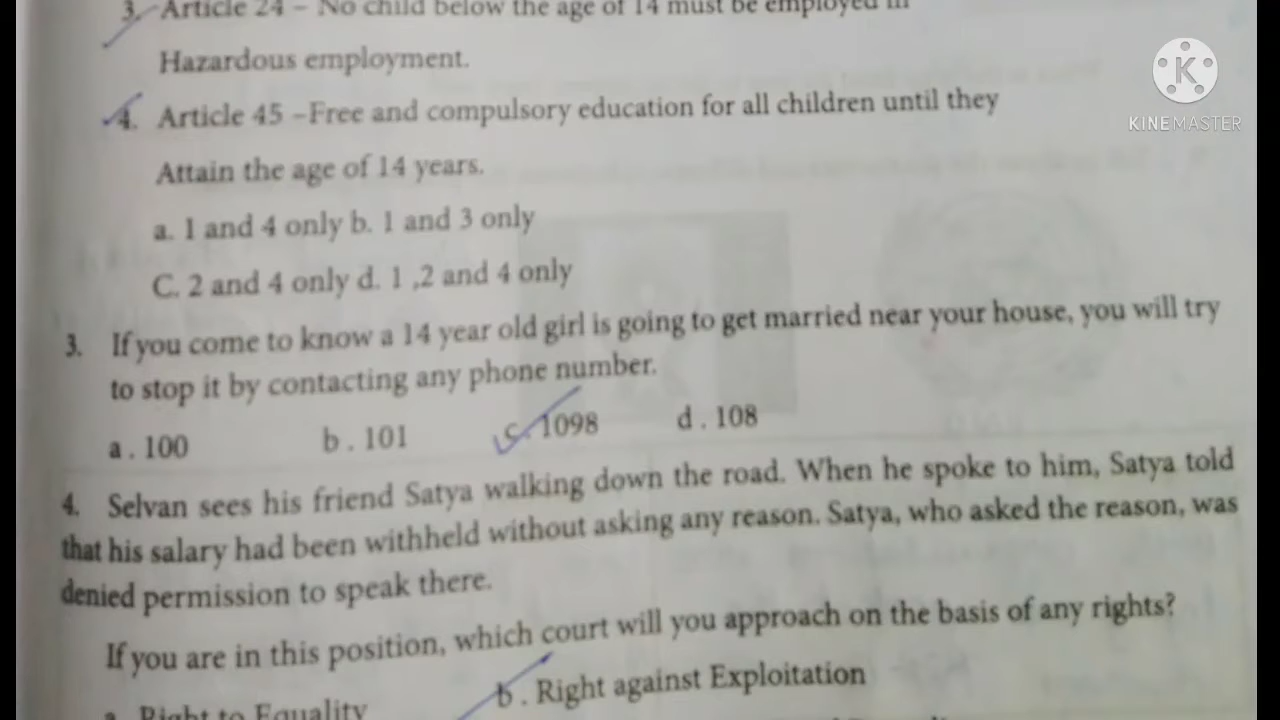 3. Article 24 – No child below the age of 14 must be employed in
Hazardous employment.
4. Article 45 –Free and compulsory education for all children until they
Attain the age of 14 years.
a. 1 and 4 only b. 1 and 3 only
C. 2 and 4 only d. 1 ,2 and 4 only
3. If you come to know a 14 year old girl is going to get married near your house, you will try
to stop it by contacting any phone number.
a . 100 b . 101 c . 1098 d . 108
4. Selvan sees his friend Satya walking down the road. When he spoke to him, Satya told
that his salary had been withheld without asking any reason. Satya, who asked the reason, was
denied permission to speak there.
If you are in this position, which court will you approach on the basis of any rights?
a. Right to Equality b . Right against Exploitation
KINEMASTER